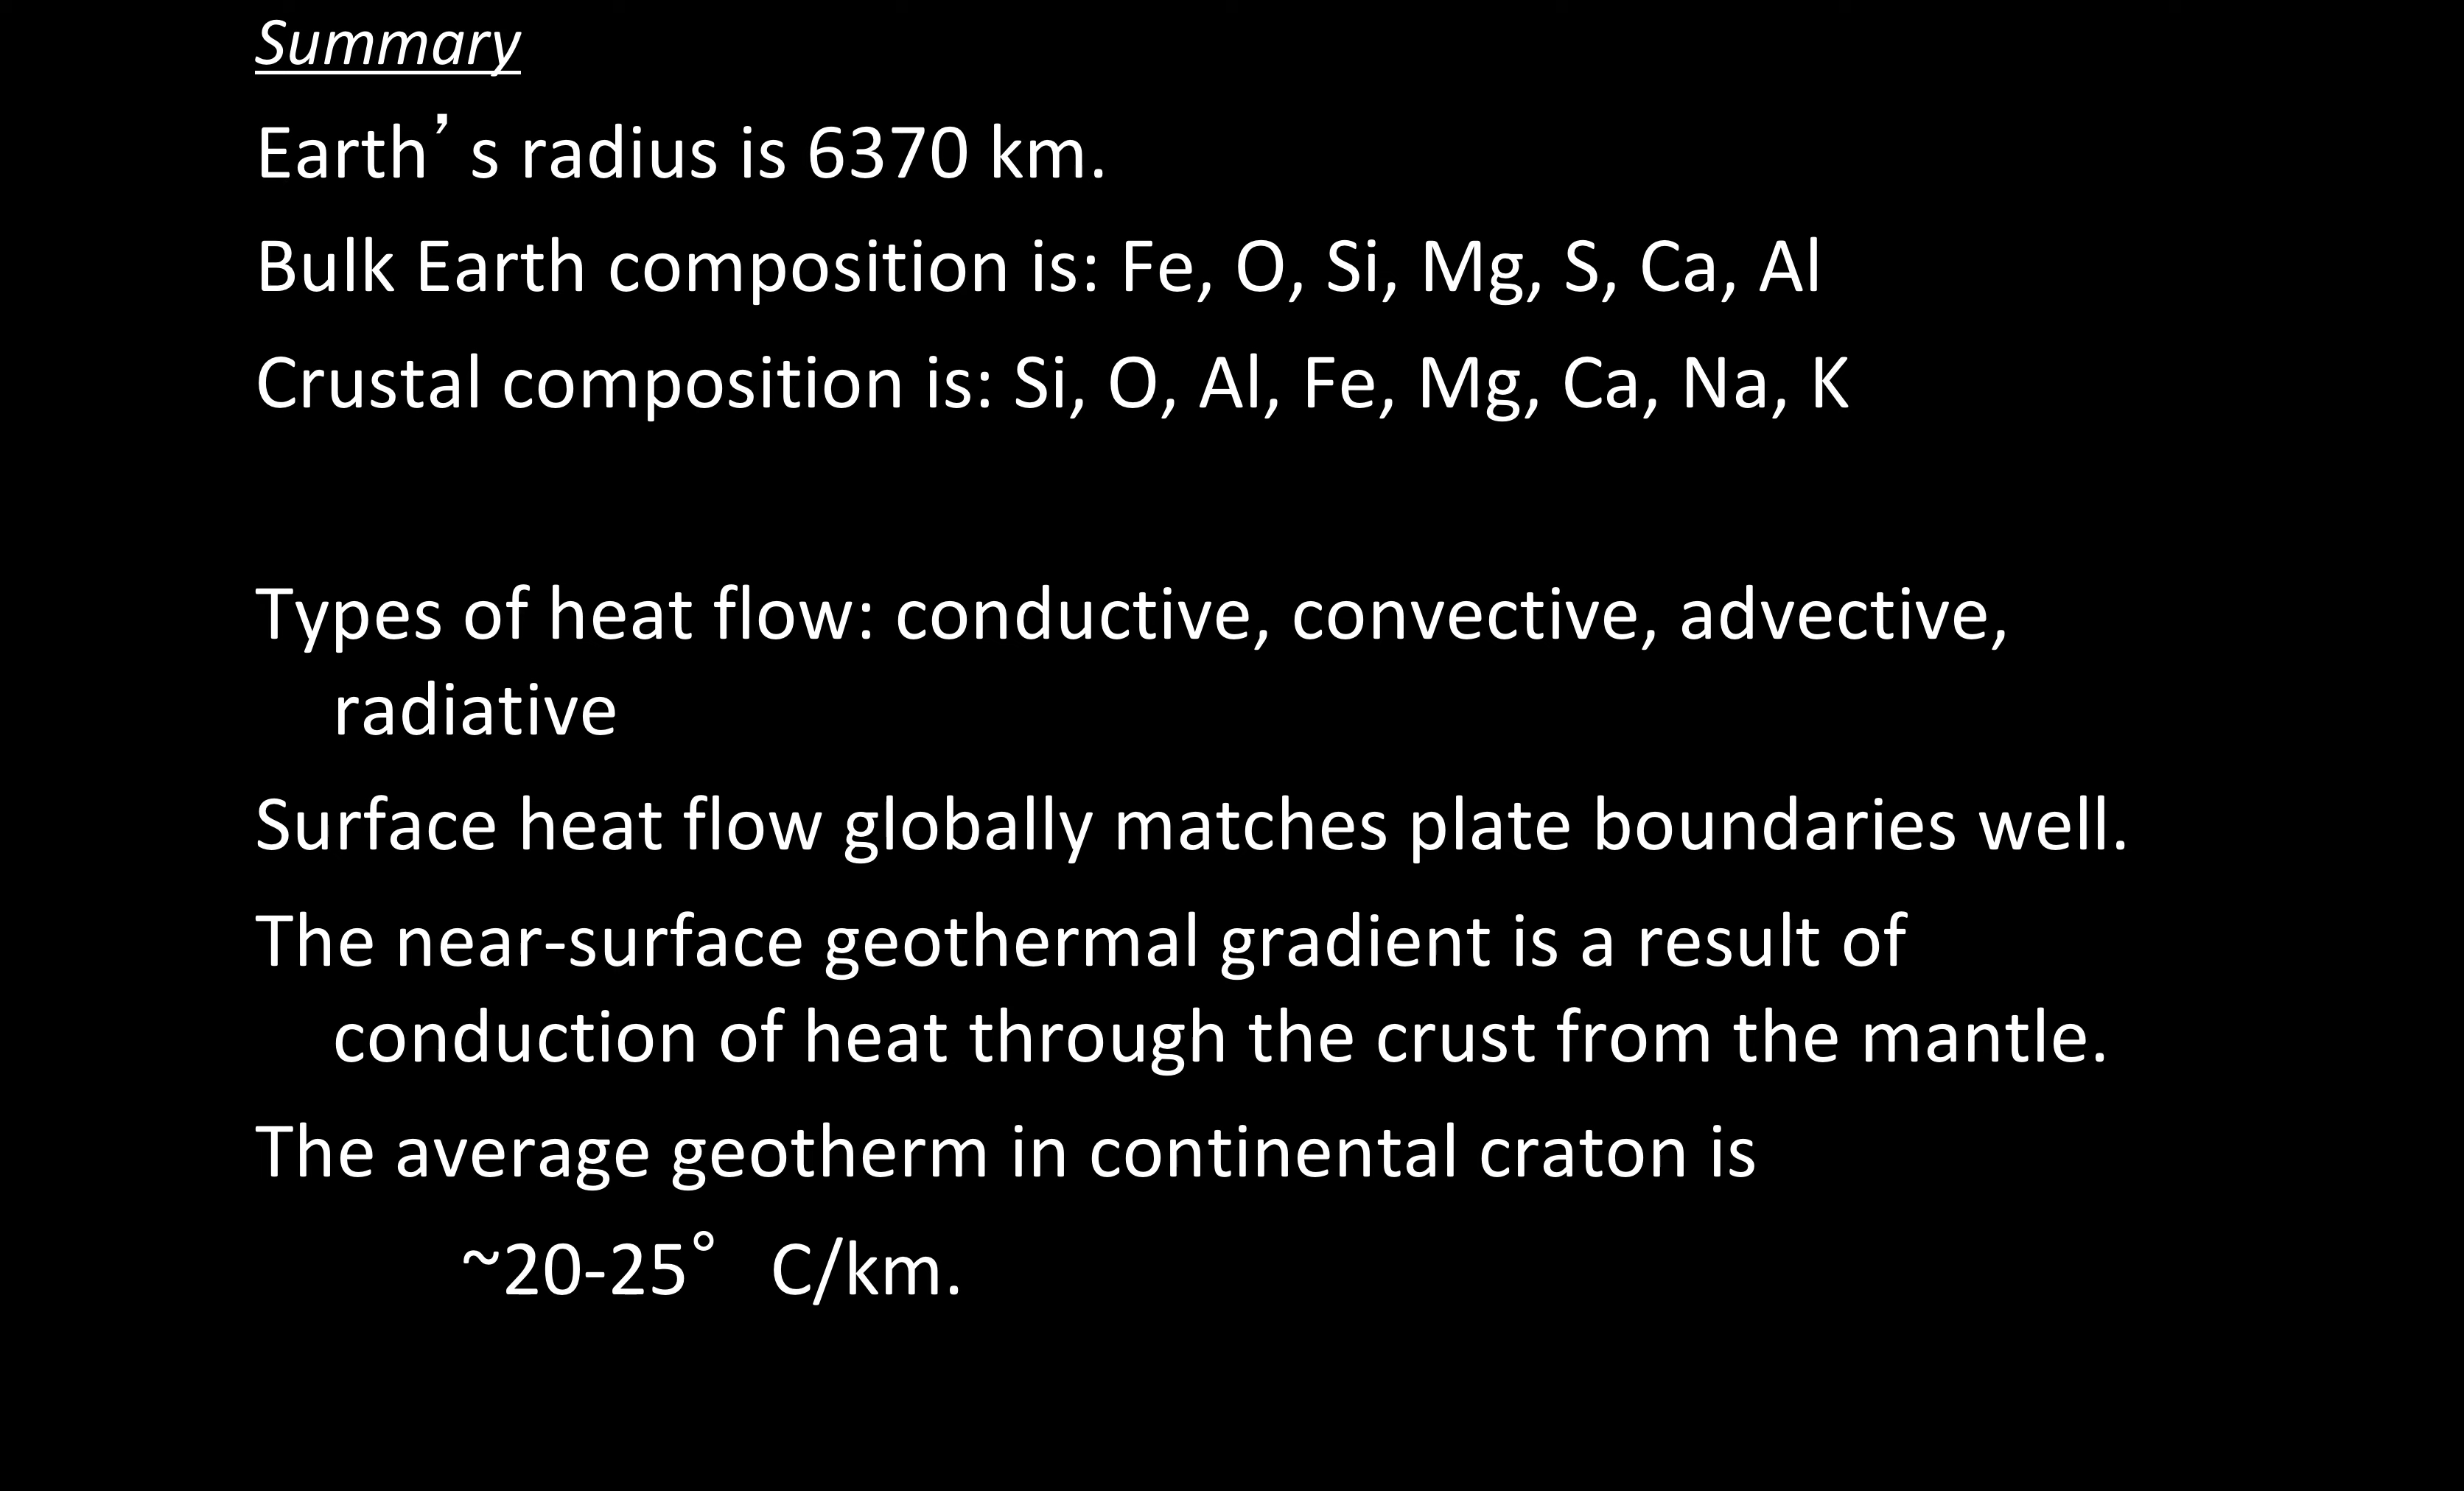 Summary
Earth’s radius is 6370 km.
Bulk Earth composition is: Fe, O, Si, Mg, S, Ca, Al
Crustal composition is: Si, O, Al, Fe, Mg, Ca, Na, K
Types of heat flow: conductive, convective, advective,
radiative
Surface heat flow globally matches plate boundaries well.
The near-surface geothermal gradient is a result of
conduction of heat through the crust from the mantle.
The average geotherm in continental craton is
~20-25° C/km.